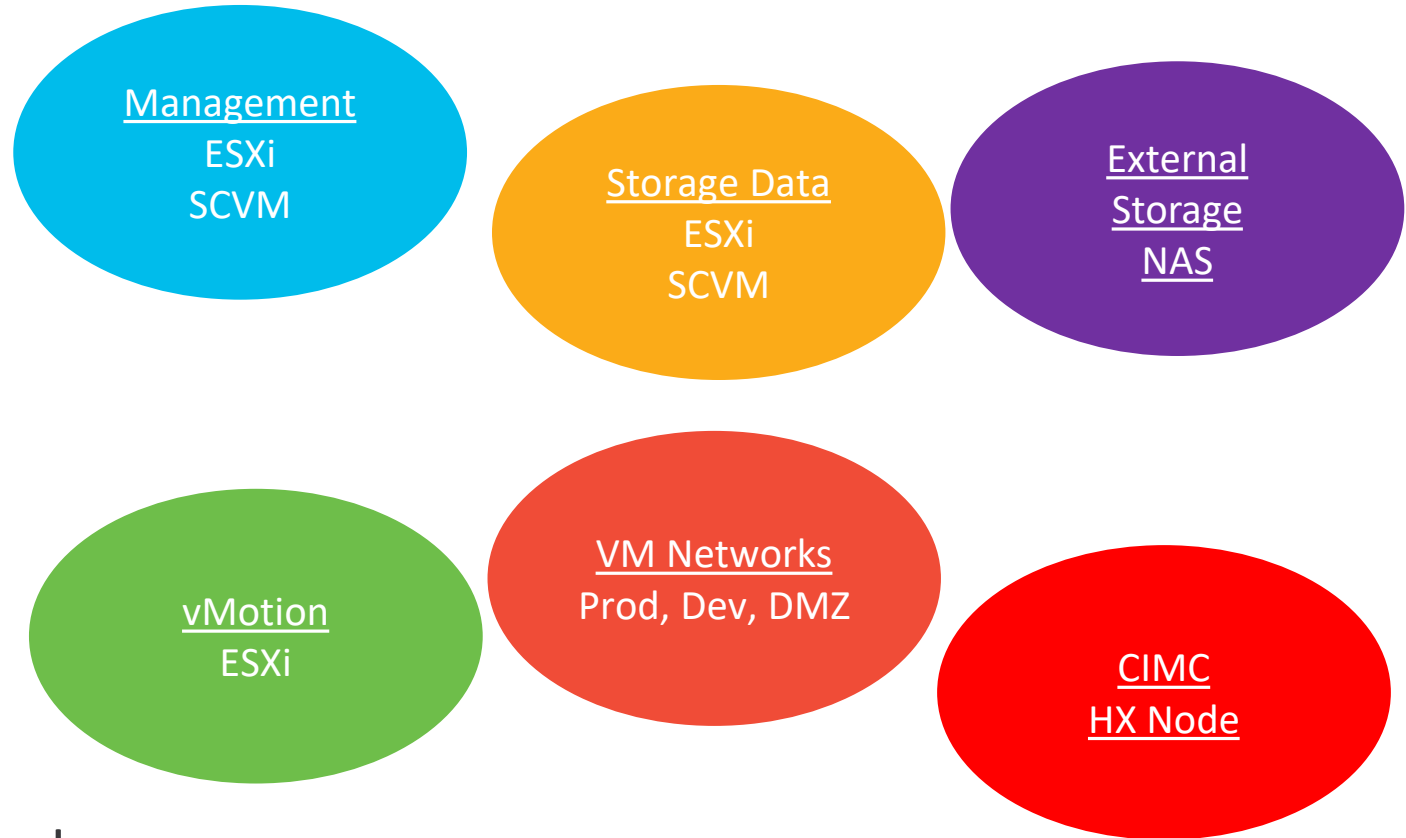 Management
ESXi
SCVM
Storage Data
ESXi
SCVM
External
Storage
NAS
vMotion
ESXi
VM Networks
Prod, Dev, DMZ
CIMC
HX Node